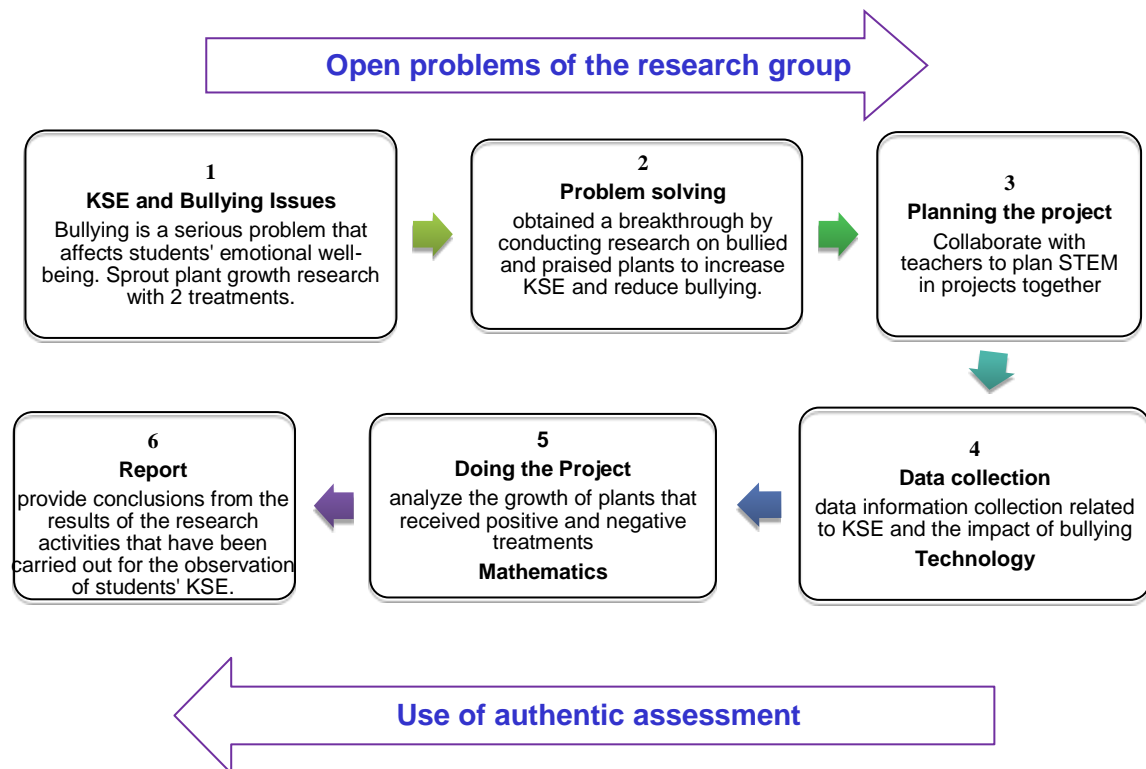 Open problems of the research group
1
KSE and Bullying Issues
Bullying is a serious problem that
affects students' emotional well-
being. Sprout plant growth research
with 2 treatments.
2
Problem solving
obtained a breakthrough by
conducting research on bullied
and praised plants to increase
KSE and reduce bullying.
3
Planning the project
Collaborate with
teachers to plan STEM
in projects together
4
Data collection
data information collection related
to KSE and the impact of bullying
Technology
5
Doing the Project
analyze the growth of plants that
received positive and negative
treatments
Mathematics
6
Report
provide conclusions from the
results of the research
activities that have been
carried out for the observation
of students' KSE.
Use of authentic assessment